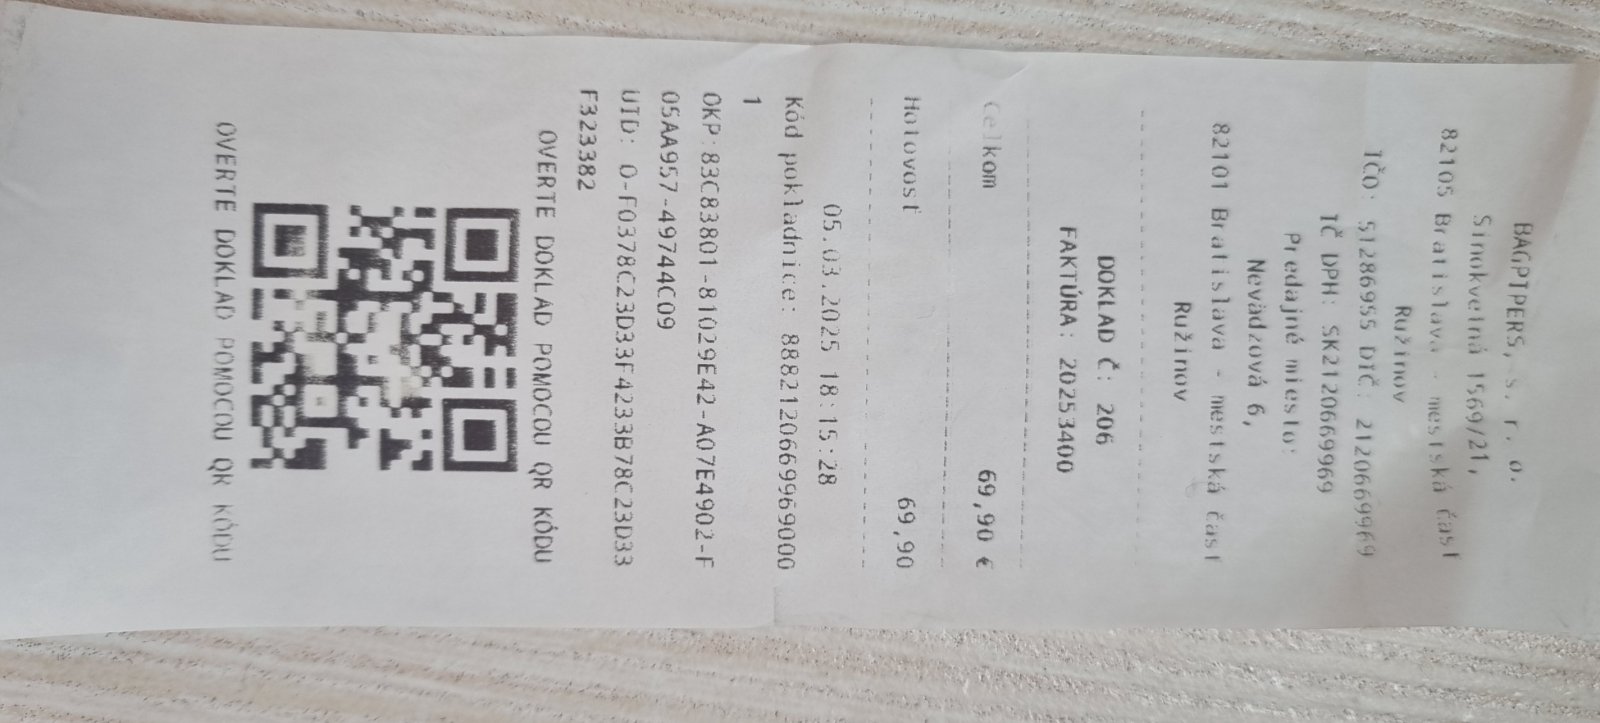 BAGPIPERS, s. r. o.
Sinokvetná 1569/21,
82105 Bratislava - mestská časť
Ružinov
IČO: 51286955 DIČ: 2120669969
IČ DPH: SK2120669969
Predajné miesto:
Nevädzová 6,
82101 Bratislava - mestská časť
Ružinov
DOKLAD Č: 206
FAKTÚRA: 20253400
Celkom 69,90 €
Hotovosť 69,90
05.03.2025 18:15:28
Kód pokladnice: 8882120669969000
1
OKP:83C83801-81029E42-A07E4902-F
05AA957-49744C09
UID: O-F0378C23D33F4233B78C23D33
F323382
OVERTE DOKLAD POMOCOU QR KÓDU
OVERTE DOKLAD POMOCOU QR KÓDU